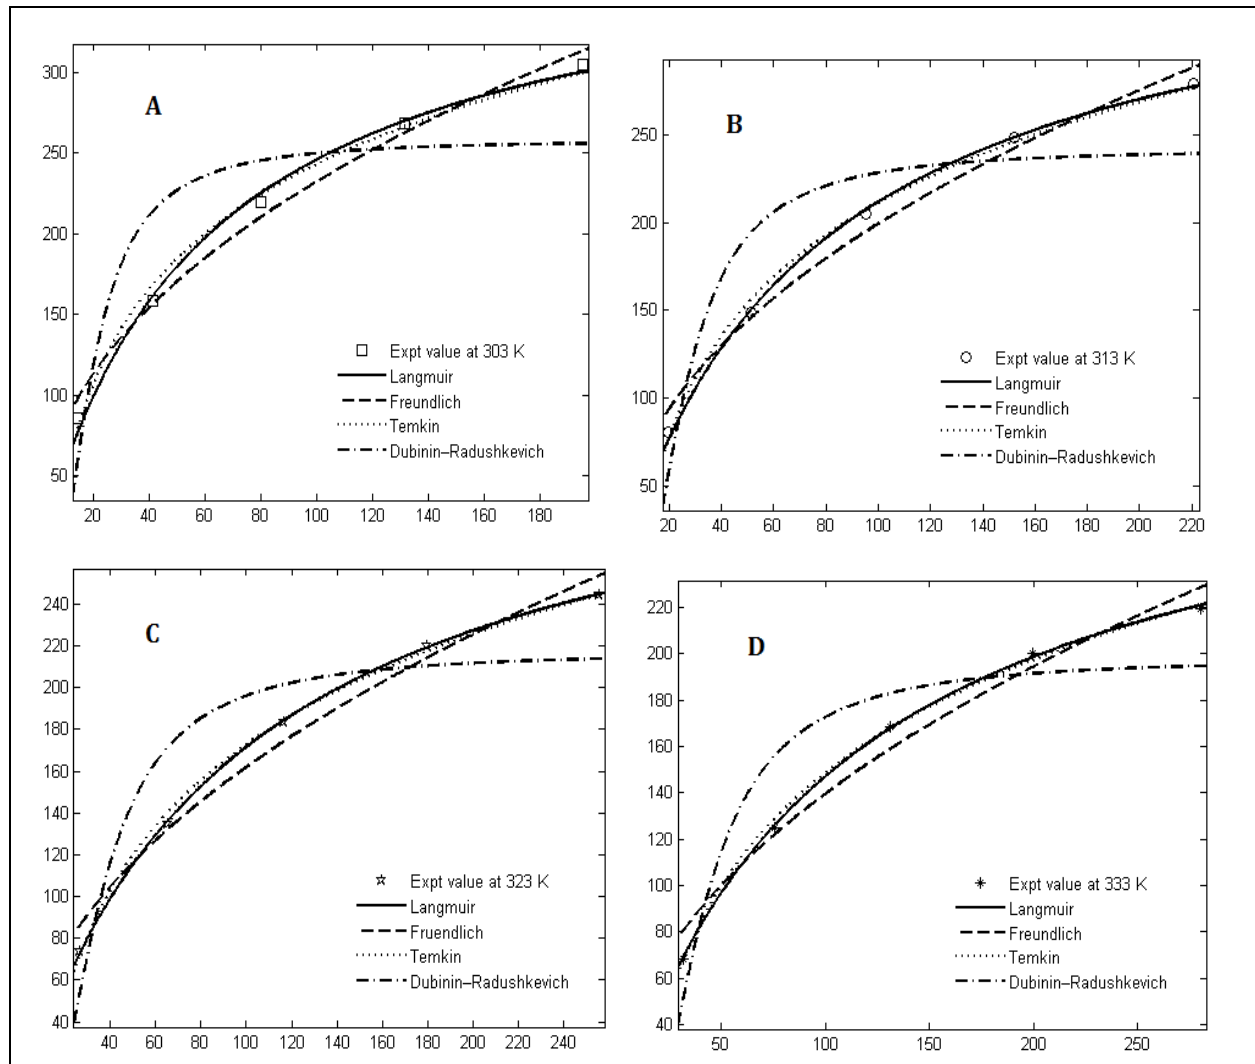 A
300
250
200
150
100
50
20 40 60 80 100 120 140 160 180
Expt value at 303 K
Langmuir
Freundlich
Temkin
Dubinin–Radushkevich
B
250
200
150
100
50
20 40 60 80 100 120 140 160 180 200 220
Expt value at 313 K
Langmuir
Freundlich
Temkin
Dubinin–Radushkevich
C
240
220
200
180
160
140
120
100
80
60
40
40 60 80 100 120 140 160 180 200 220 240
Expt value at 323 K
Langmuir
Fruendlich
Temkin
Dubinin–Radushkevich
D
220
200
180
160
140
120
100
80
60
40
50 100 150 200 250
Expt value at 333 K
Langmuir
Freundlich
Temkin
Dubinin–Radushkevich